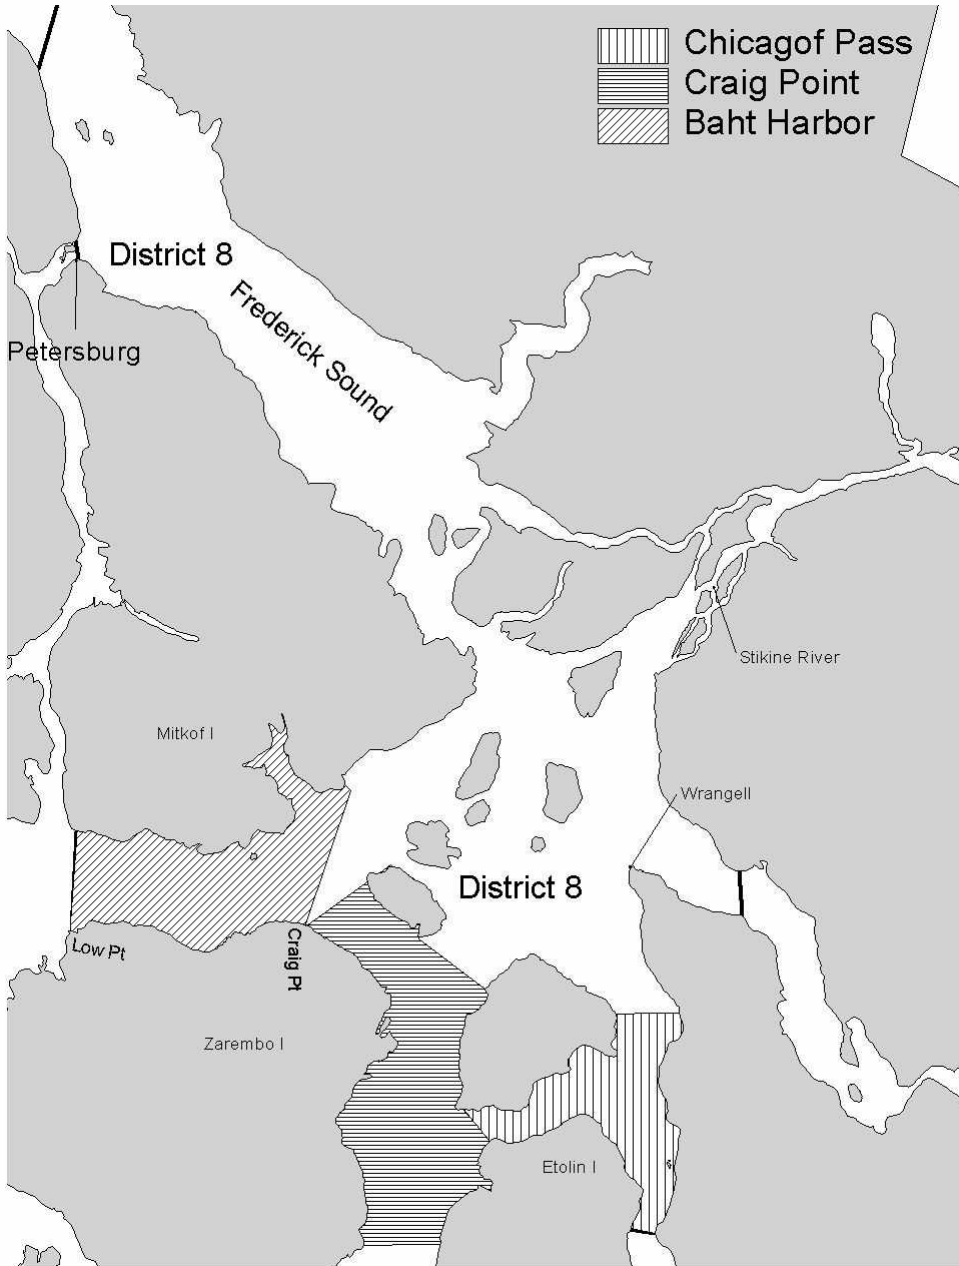 Chicagof Pass
Craig Point
Baht Harbor
District 8
Frederick Sound
Petersburg
Stikine River
Mitkof I
Wrangell
District 8
Low Pt
Craig Pt
Zarembo I
Etolin I